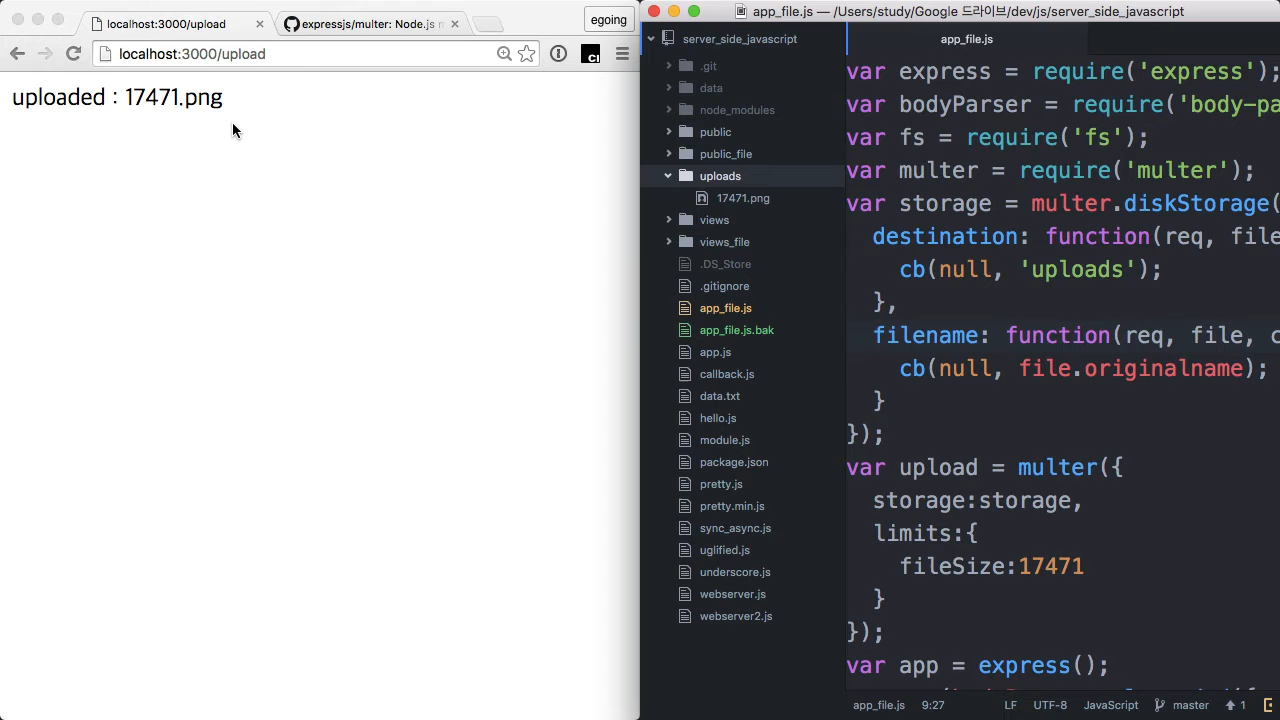 localhost:3000/upload
expressjs/multer: Node.js m
egoing
localhost:3000/upload
uploaded : 17471.png
app_file.js — /Users/study/Google 드라이브/dev/js/server_side_javascript
server_side_javascript
.git
data
node_modules
public
public_file
uploads
17471.png
views
views_file
.DS_Store
.gitignore
app_file.js
app_file.js.bak
app.js
callback.js
data.txt
hello.js
module.js
package.json
pretty.js
pretty.min.js
sync_async.js
uglified.js
underscore.js
webserver.js
webserver2.js
app_file.js
var express = require('express');
var bodyParser = require('body-pa
var fs = require('fs');
var multer = require('multer');
var storage = multer.diskStorage(
destination: function(req, file
cb(null, 'uploads');
},
filename: function(req, file, c
cb(null, file.originalname);
}
});
var upload = multer({
storage:storage,
limits:{
fileSize:17471
}
});
var app = express();
app_file.js 9:27 LF UTF-8 JavaScript master 1